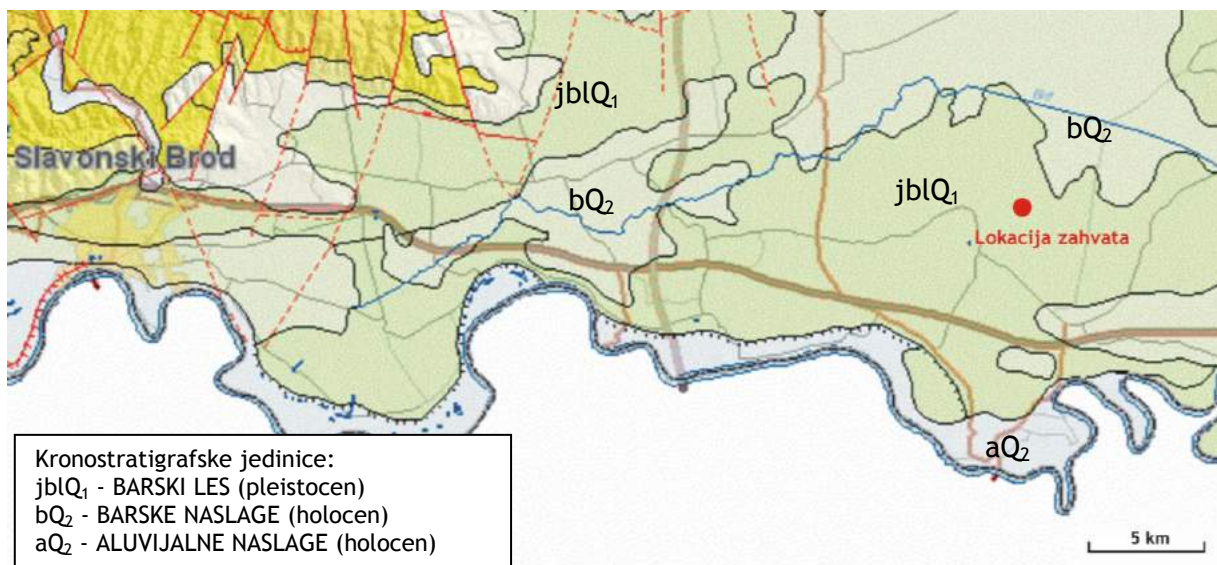 jblQ₁
bQ₂
Slavonski Brod
bQ₂
jblQ₁
Lokacija zahvata
aQ₂
Kronostratigrafske jedinice:
jblQ₁ - BARSKI LES (pleistocen)
bQ₂ - BARSKE NASLAGE (holocen)
aQ₂ - ALUVIJALNE NASLAGE (holocen)
5 km